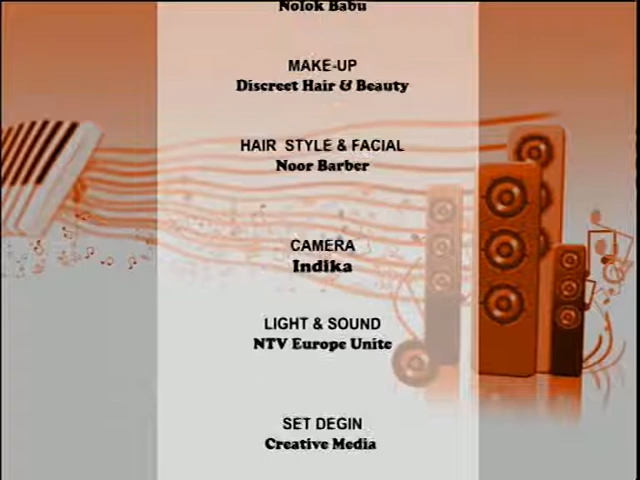 Nolok Babu
MAKE-UP
Discreet Hair & Beauty
HAIR STYLE & FACIAL
Noor Barber
CAMERA
Indika
LIGHT & SOUND
NTV Europe Unite
SET DEGIN
Creative Media